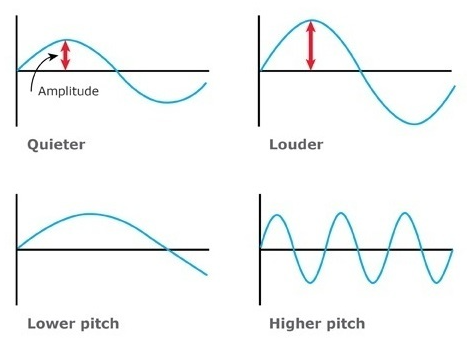 Amplitude
Quieter
Louder
Lower pitch
Higher pitch